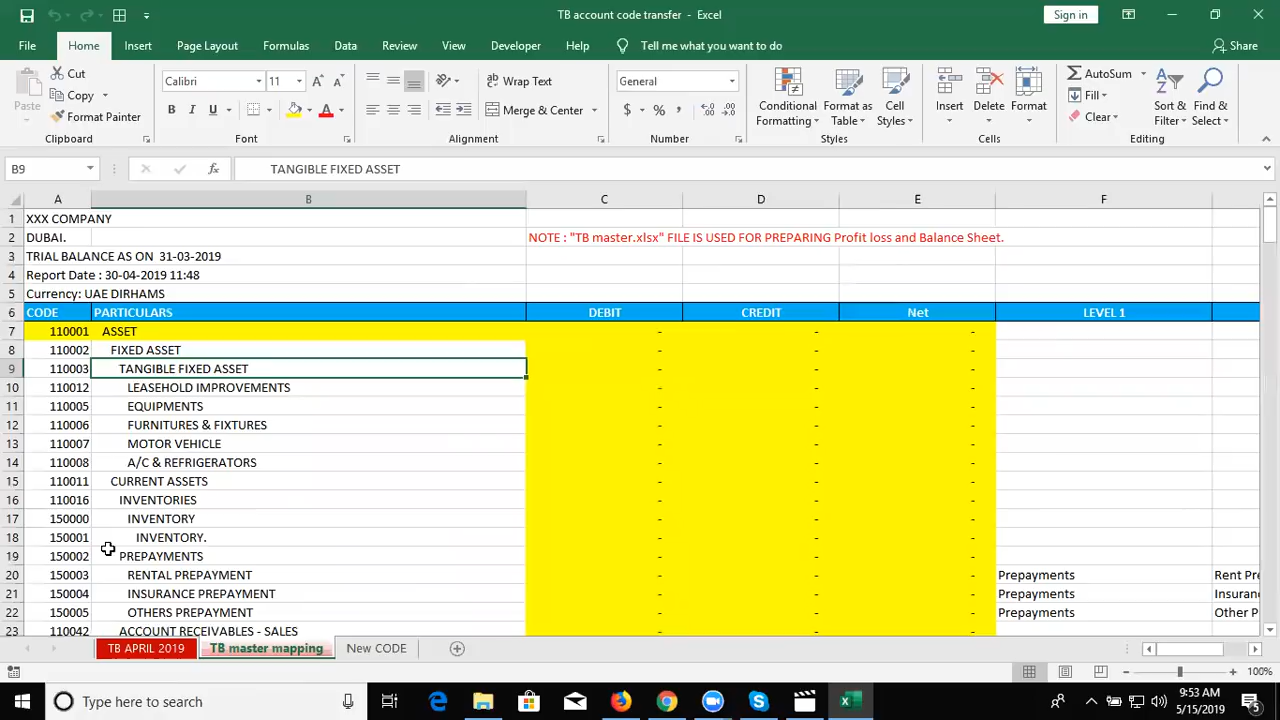 TB account code transfer - Excel
Sign in
File Home Insert Page Layout Formulas Data Review View Developer Help Tell me what you want to do Share
Paste
Cut
Copy
Format Painter
Clipboard
Calibri 11
B I U
Font
Wrap Text
Merge & Center
Alignment
General
$ % ,
Number
Conditional Formatting
Format as Table
Cell Styles
Styles
Insert
Delete
Format
Cells
AutoSum
Fill
Clear
Sort & Filter
Find & Select
Editing
B9 fx TANGIBLE FIXED ASSET
A B C D E F
1 XXX COMPANY
2 DUBAI. NOTE : "TB master.xlsx" FILE IS USED FOR PREPARING Profit loss and Balance Sheet.
3 TRIAL BALANCE AS ON 31-03-2019
4 Report Date : 30-04-2019 11:48
5 Currency: UAE DIRHAMS
6 CODE PARTICULARS DEBIT CREDIT Net LEVEL 1
7 110001 ASSET - - -
8 110002 FIXED ASSET - - -
9 110003 TANGIBLE FIXED ASSET - - -
10 110012 LEASEHOLD IMPROVEMENTS - - -
11 110005 EQUIPMENTS - - -
12 110006 FURNITURES & FIXTURES - - -
13 110007 MOTOR VEHICLE - - -
14 110008 A/C & REFRIGERATORS - - -
15 110011 CURRENT ASSETS - - -
16 110016 INVENTORIES - - -
17 150000 INVENTORY - - -
18 150001 INVENTORY. - - -
19 150002 PREPAYMENTS - - -
20 150003 RENTAL PREPAYMENT - - - Prepayments Rent Pre
21 150004 INSURANCE PREPAYMENT - - - Prepayments Insuran
22 150005 OTHERS PREPAYMENT - - - Prepayments Other P
23 110042 ACCOUNT RECEIVABLES - SALES - - -
TB APRIL 2019 TB master mapping New CODE
100%
Type here to search
9:53 AM
5/15/2019
5